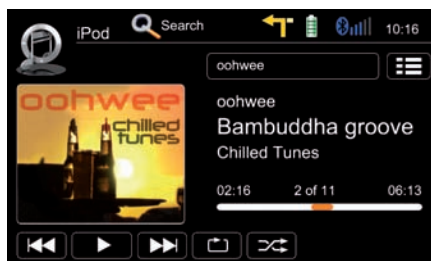 iPod Search 10:16
oohwee
oohwee
chilled
tunes
oohwee
Bambuddha groove
Chilled Tunes
02:16 2 of 11 06:13